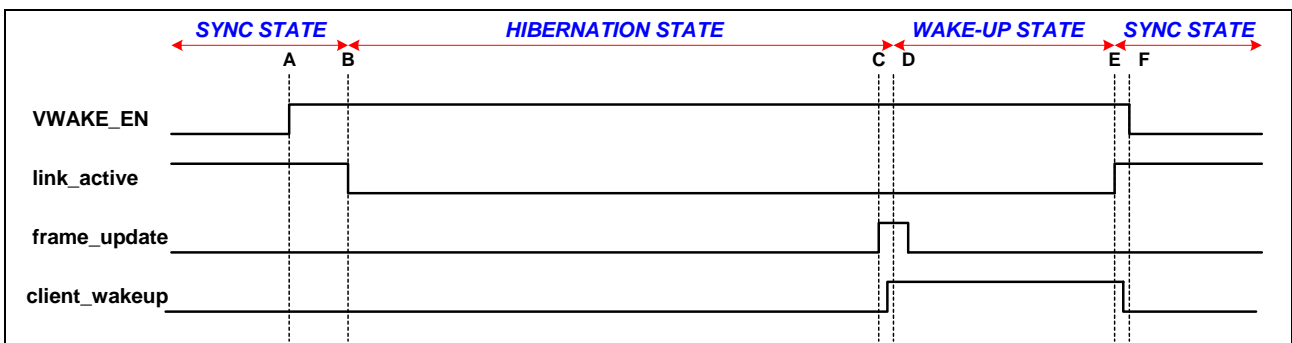 SYNC STATE HIBERNATION STATE WAKE-UP STATE SYNC STATE
A B C D E F
VWAKE_EN
link_active
frame_update
client_wakeup